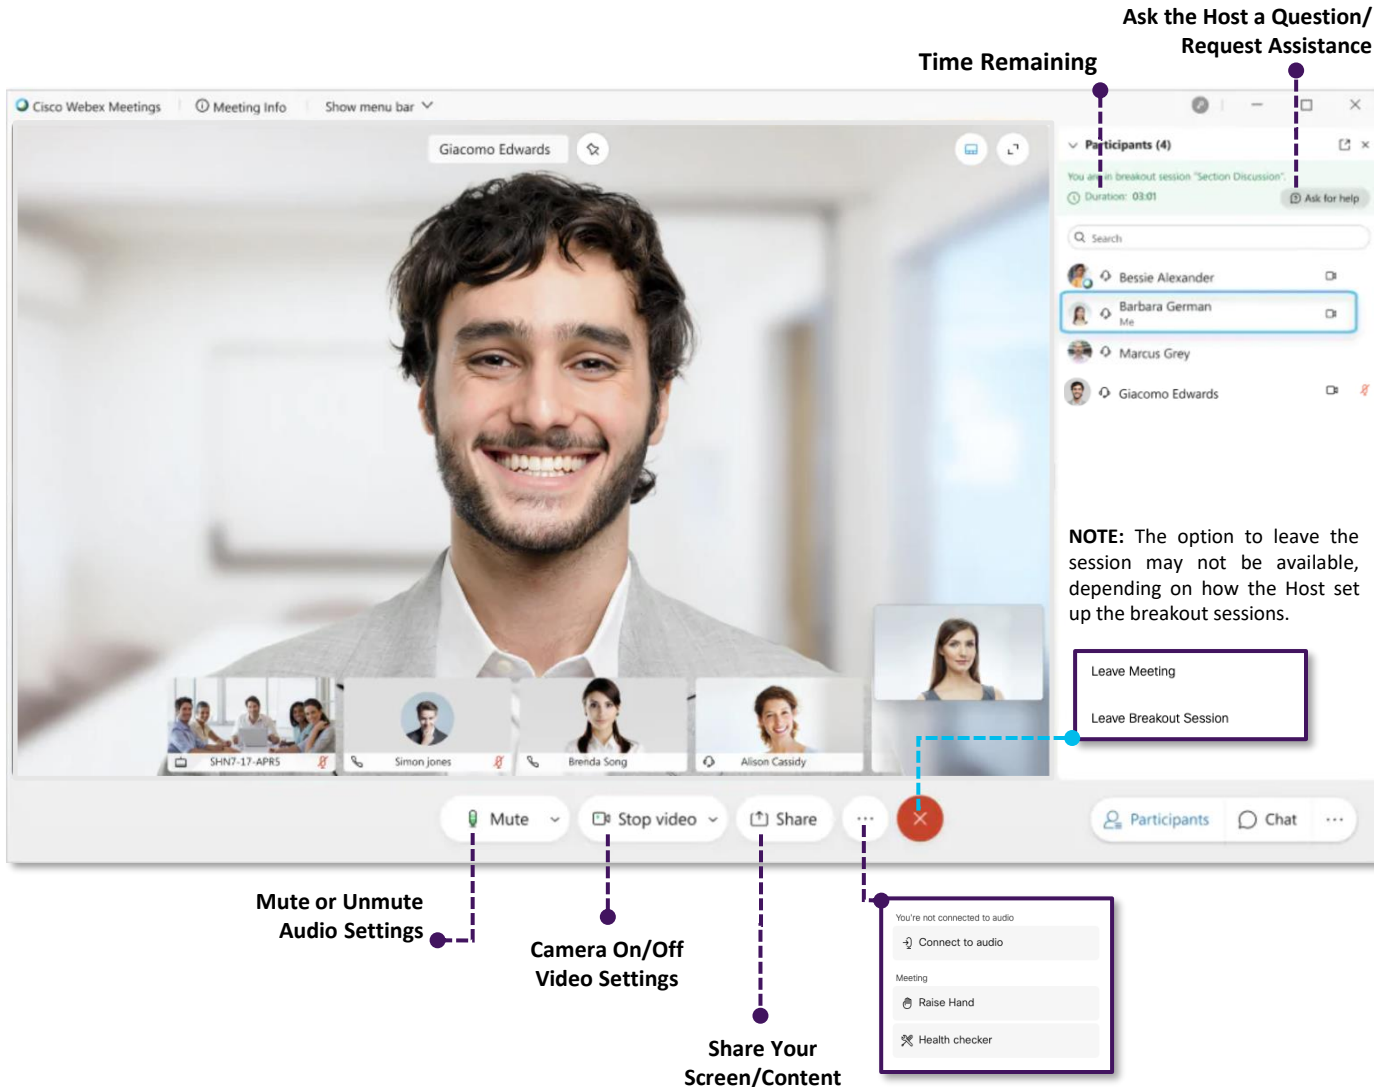 Ask the Host a Question/
Request Assistance
Time Remaining
Cisco Webex Meetings
Meeting Info
Show menu bar
Giacomo Edwards
Participants (4)
You are in breakout session "Section Discussion".
Duration: 03:01
Ask for help
Search
Bessie Alexander
Barbara German
Me
Marcus Grey
Giacomo Edwards
NOTE: The option to leave the
session may not be available,
depending on how the Host set
up the breakout sessions.
Leave Meeting
Leave Breakout Session
SHN7-17-APR5
Simon jones
Brenda Song
Alison Cassidy
Mute
Stop video
Share
Participants
Chat
Mute or Unmute
Audio Settings
Camera On/Off
Video Settings
Share Your
Screen/Content
You're not connected to audio
Connect to audio
Meeting
Raise Hand
Health checker